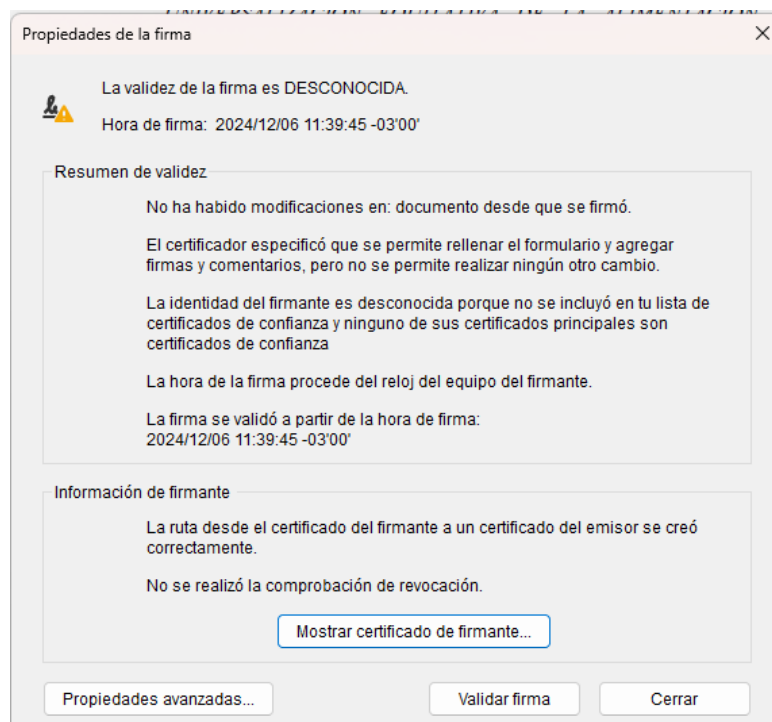 UNIVERSALIZACIÓN EQUITATIVA DE LA ALIMENTACIÓN
Propiedades de la firma
La validez de la firma es DESCONOCIDA.
Hora de firma: 2024/12/06 11:39:45 -03'00'
Resumen de validez
No ha habido modificaciones en: documento desde que se firmó.
El certificador especificó que se permite rellenar el formulario y agregar
firmas y comentarios, pero no se permite realizar ningún otro cambio.
La identidad del firmante es desconocida porque no se incluyó en tu lista de
certificados de confianza y ninguno de sus certificados principales son
certificados de confianza
La hora de la firma procede del reloj del equipo del firmante.
La firma se validó a partir de la hora de firma:
2024/12/06 11:39:45 -03'00'
Información de firmante
La ruta desde el certificado del firmante a un certificado del emisor se creó
correctamente.
No se realizó la comprobación de revocación.
Mostrar certificado de firmante...
Propiedades avanzadas...
Validar firma
Cerrar